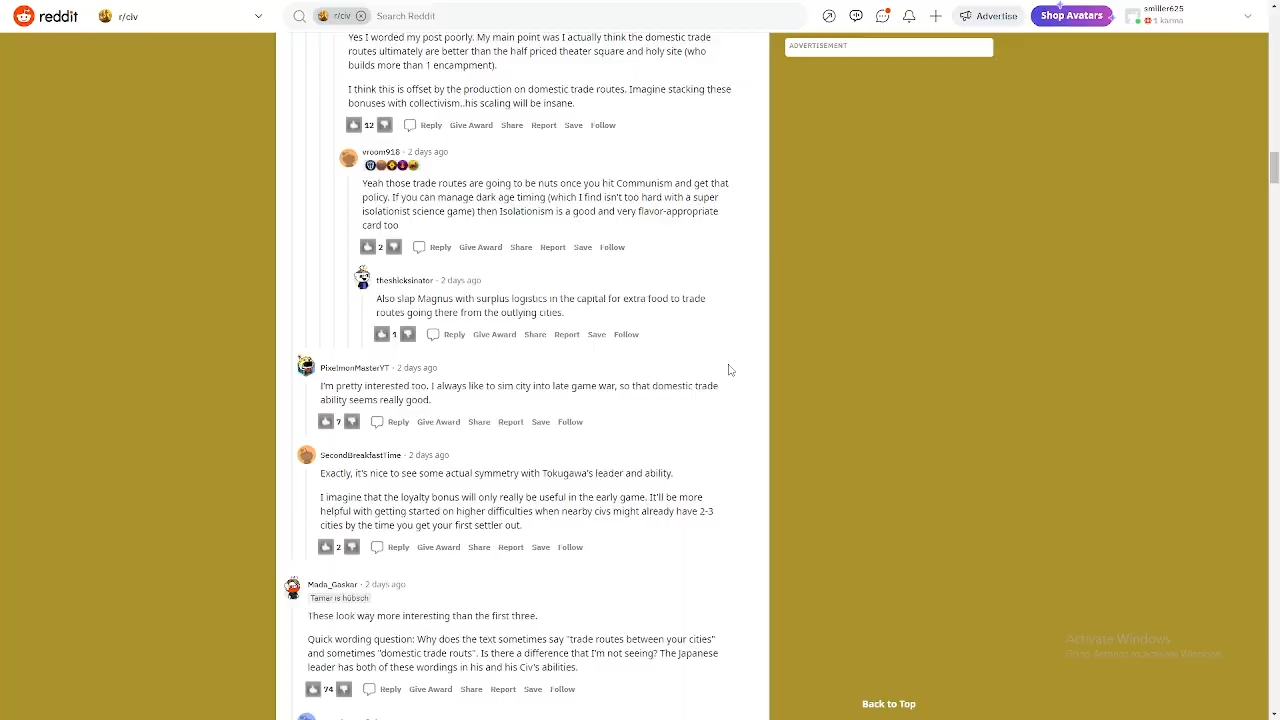 reddit
r/civ
r/civ
Search Reddit
Advertise
Shop Avatars
smiller625
1 karma
ADVERTISEMENT
Yes I worded my post poorly. My main point was I actually think the domestic trade
routes ultimately are better than the half priced theater square and holy site (who
builds more than 1 encampment).
I think this is offset by the production on domestic trade routes. Imagine stacking these
bonuses with collectivism..his scaling will be insane.
12 Reply Give Award Share Report Save Follow
vroom918 · 2 days ago
Yeah those trade routes are going to be nuts once you hit Communism and get that
policy. If you can manage dark age timing (which I find isn't too hard with a super
isolationist science game) then Isolationism is a good and very flavor-appropriate
card too
2 Reply Give Award Share Report Save Follow
theshicksinator · 2 days ago
Also slap Magnus with surplus logistics in the capital for extra food to trade
routes going there from the outlying cities.
1 Reply Give Award Share Report Save Follow
PixelmonMasterYT · 2 days ago
I'm pretty interested too. I always like to sim city into late game war, so that domestic trade
ability seems really good.
7 Reply Give Award Share Report Save Follow
SecondBreakfastTime · 2 days ago
Exactly, it's nice to see some actual symmetry with Tokugawa's leader and ability.
I imagine that the loyalty bonus will only really be useful in the early game. It'll be more
helpful with getting started on higher difficulties when nearby civs might already have 2-3
cities by the time you get your first settler out.
2 Reply Give Award Share Report Save Follow
Mada_Gaskar · 2 days ago
Tamar is hübsch
These look way more interesting than the first three.
Quick wording question: Why does the text sometimes say "trade routes between your cities"
and sometimes "domestic trade routs". Is there a difference that I'm not seeing? The Japanese
leader has both of these wordings in his and his Civ's abilities.
74 Reply Give Award Share Report Save Follow
Activate Windows
Go to Settings to activate Windows.
Back to Top